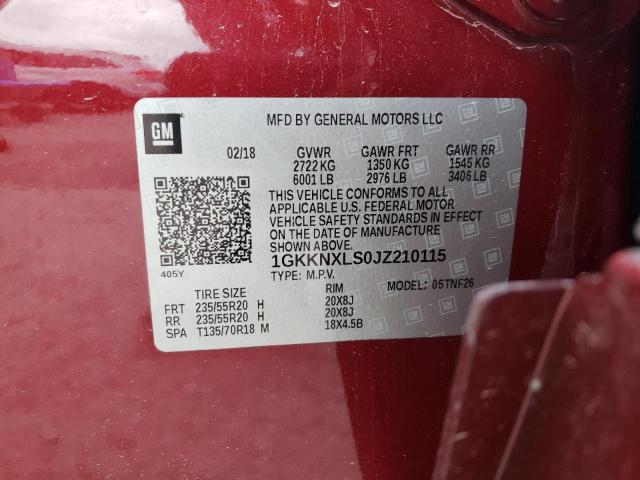 GM
MFD BY GENERAL MOTORS LLC
02/18 GVWR GAWR FRT GAWR RR
2722 KG 1350 KG 1545 KG
6001 LB 2976 LB 3406 LB
THIS VEHICLE CONFORMS TO ALL
APPLICABLE U.S. FEDERAL MOTOR
VEHICLE SAFETY STANDARDS IN EFFECT
ON THE DATE OF MANUFACTURE
SHOWN ABOVE.
1GKKNXLS0JZ210115
405Y
TYPE: M.P.V. MODEL: 05TNF26
TIRE SIZE RIM
FRT 235/55R20 H 20X8J
RR 235/55R20 H 20X8J
SPA T135/70R18 M 18X4.5B